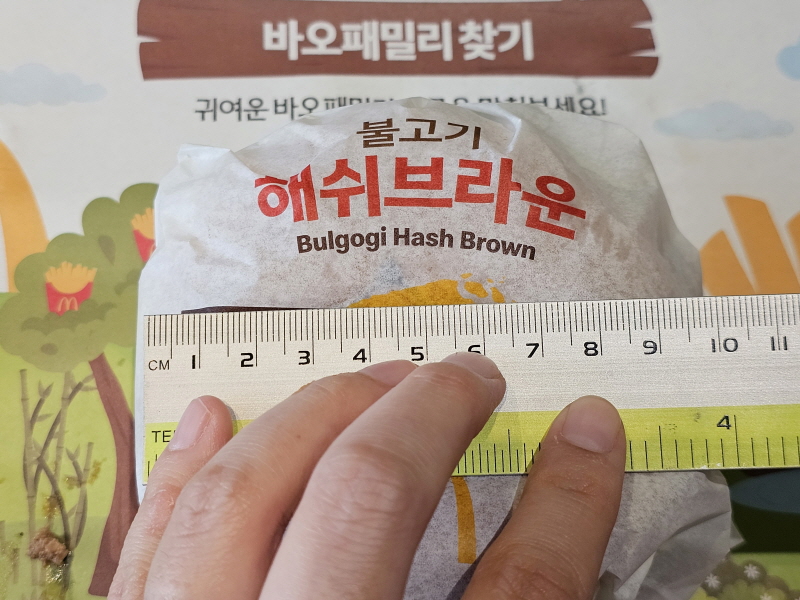 바오패밀리 찾기
귀여운 바오패밀리
불고기
해쉬브라운
Bulgogi Hash Brown
CM 1 2 3 4 5 6 7 8 9 10 11
4